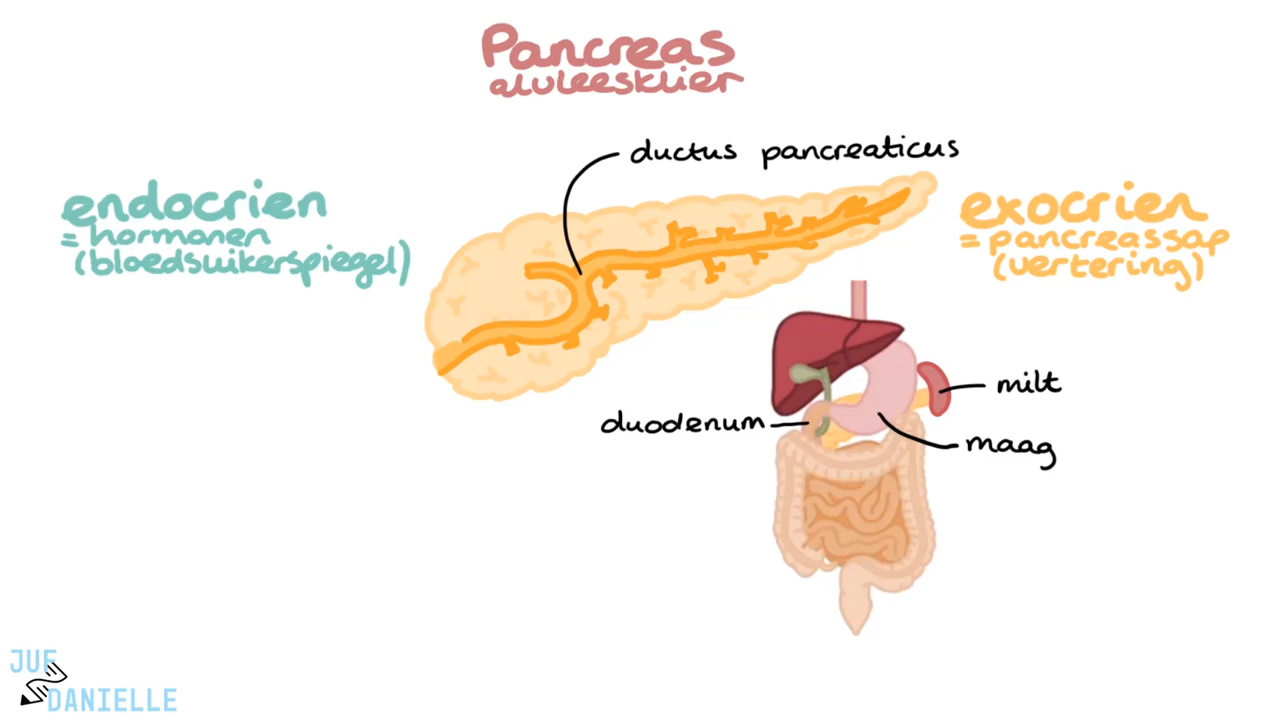 Pancreas
alvleesklier
ductus pancreaticus
endocrien
= hormonen
(bloedsuikerspiegel)
exocrien
= pancreassap
(vertering)
milt
duodenum
maag
JUF
DANIELLE